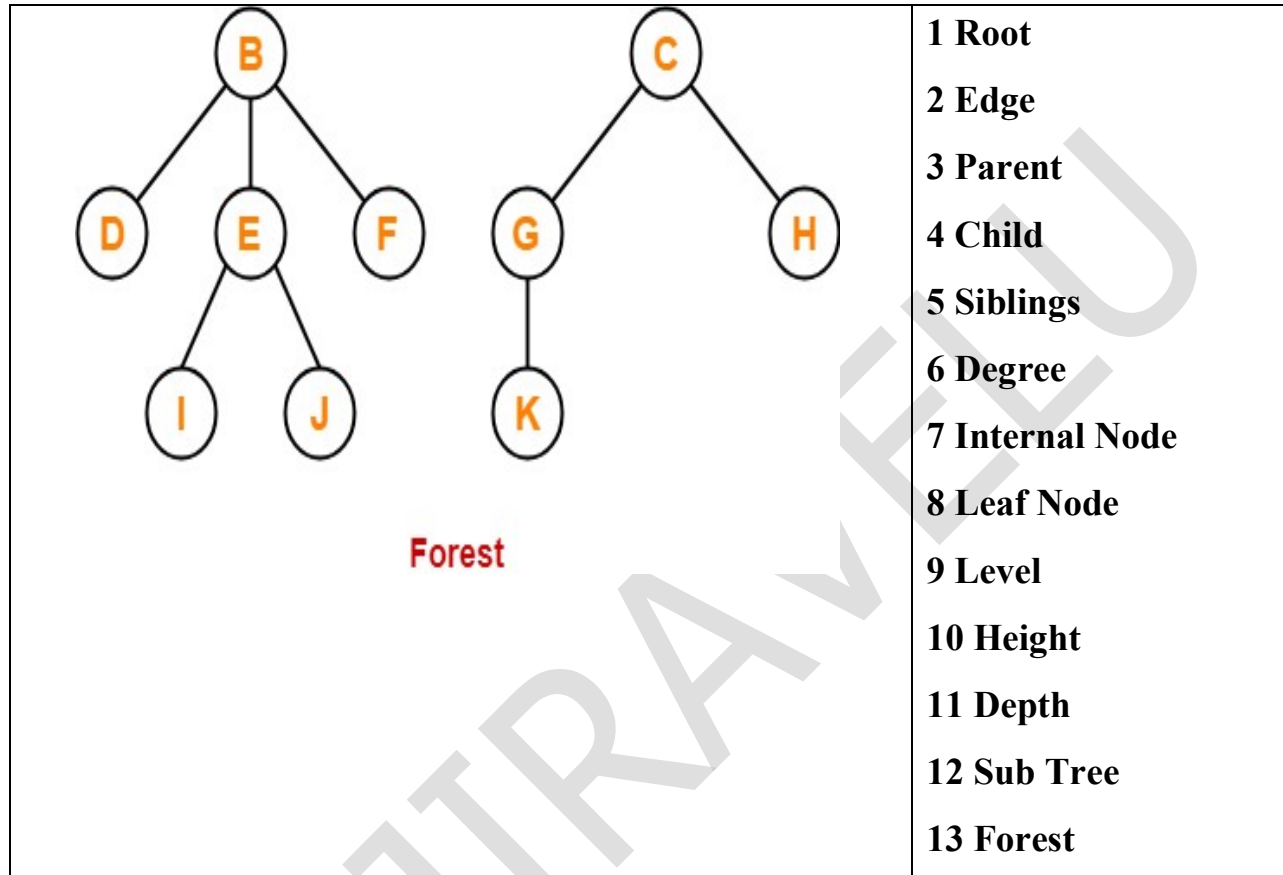 B
C
D
E
F
G
H
I
J
K
Forest
1 Root
2 Edge
3 Parent
4 Child
5 Siblings
6 Degree
7 Internal Node
8 Leaf Node
9 Level
10 Height
11 Depth
12 Sub Tree
13 Forest
JIRAVELU